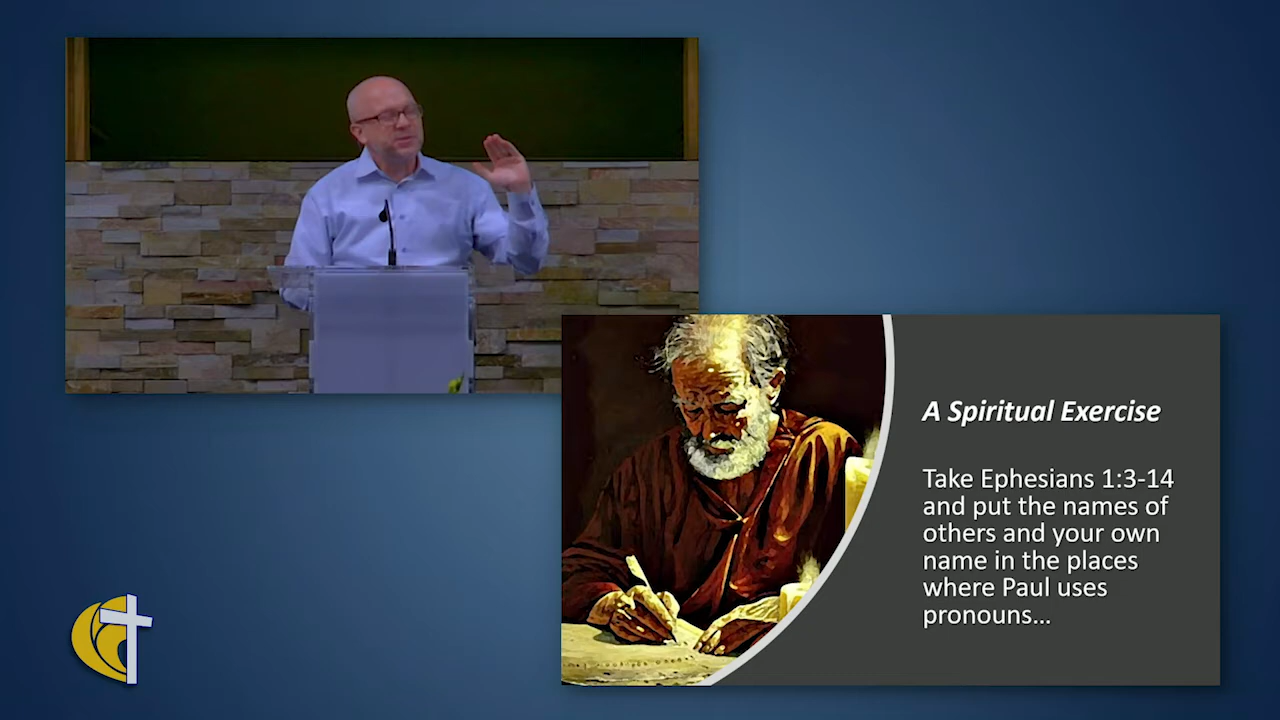 A Spiritual Exercise
Take Ephesians 1:3-14
and put the names of
others and your own
name in the places
where Paul uses
pronouns...